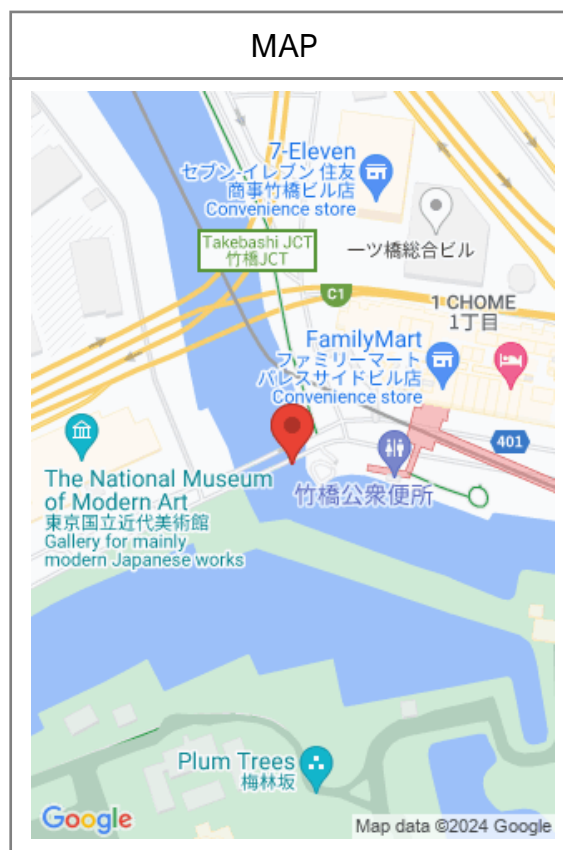 MAP
7-Eleven
セブン-イレブン 住友
商事竹橋ビル店
Convenience store
Takebashi JCT
竹橋JCT
一ツ橋総合ビル
C1
1 CHOME
1丁目
FamilyMart
ファミリーマート
パレスサイドビル店
Convenience store
401
The National Museum
of Modern Art
東京国立近代美術館
Gallery for mainly
modern Japanese works
竹橋公衆便所
Plum Trees
梅林坂
Google
Map data ©2024 Google